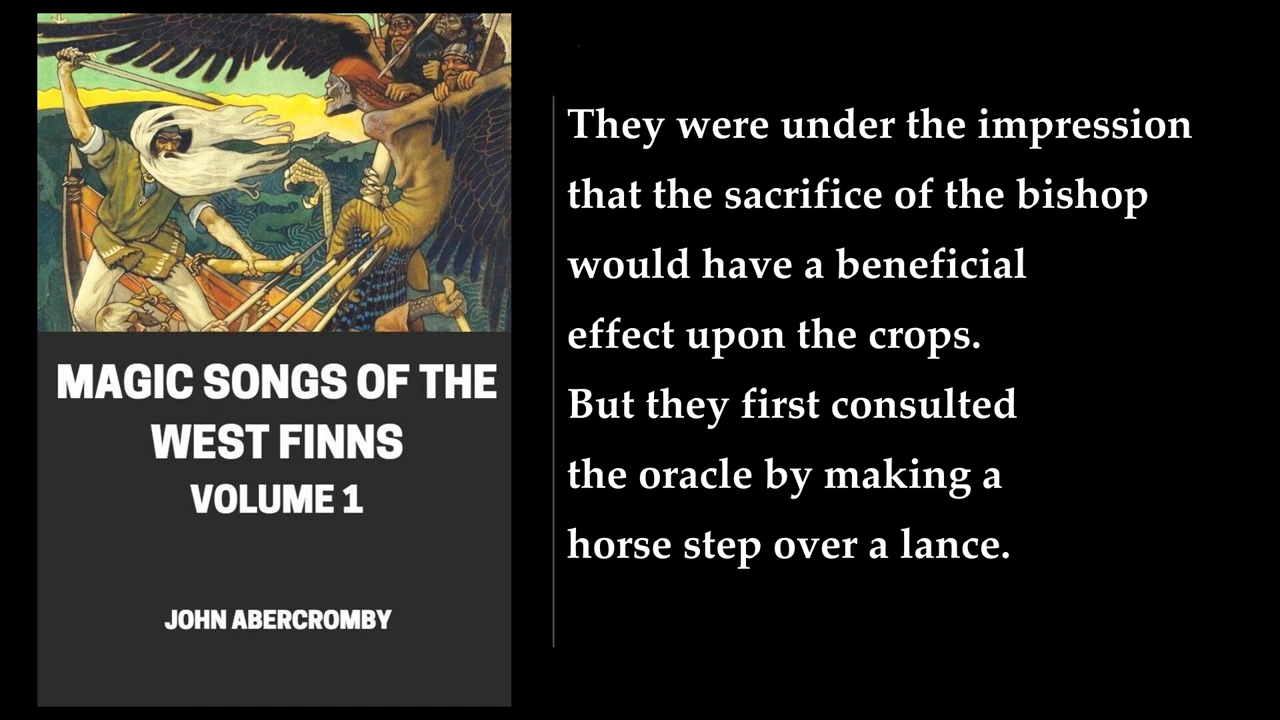 MAGIC SONGS OF THE
WEST FINNS
VOLUME 1
JOHN ABERCROMBY
They were under the impression
that the sacrifice of the bishop
would have a beneficial
effect upon the crops.
But they first consulted
the oracle by making a
horse step over a lance.